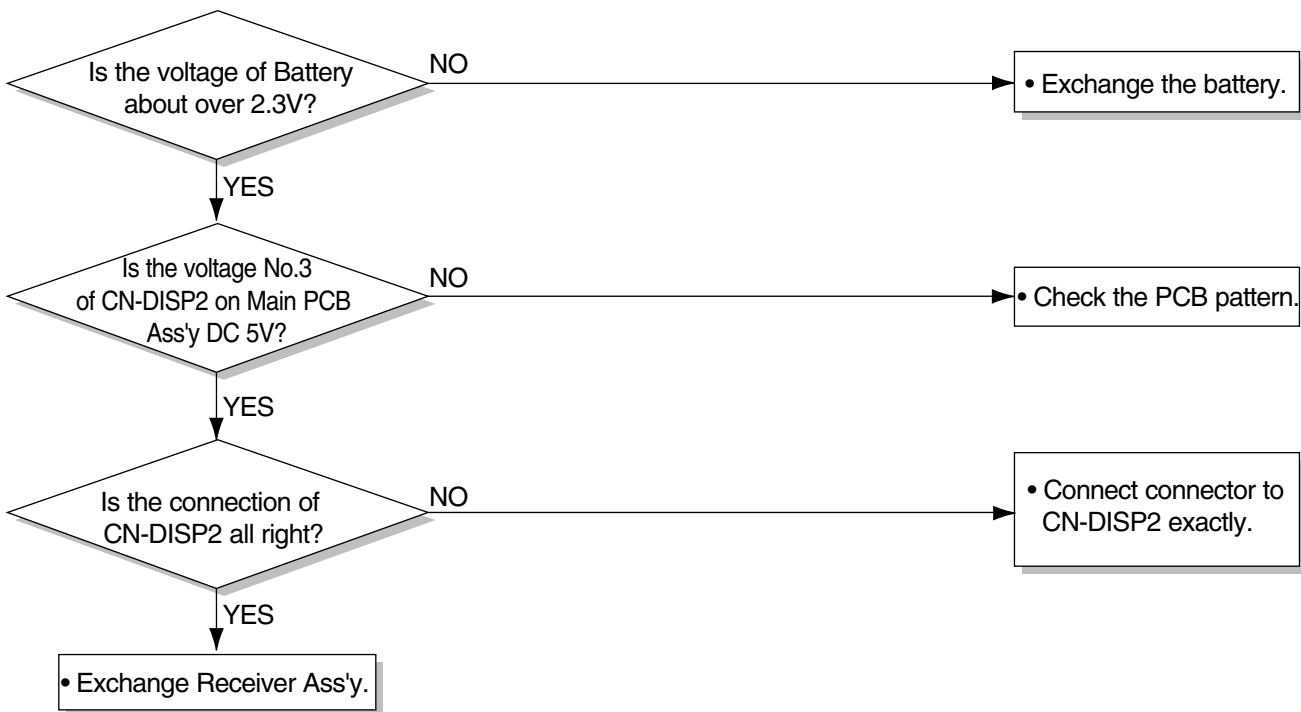 Is the voltage of Battery
about over 2.3V?
NO
• Exchange the battery.
YES
Is the voltage No.3
of CN-DISP2 on Main PCB
Ass'y DC 5V?
NO
• Check the PCB pattern.
YES
Is the connection of
CN-DISP2 all right?
NO
• Connect connector to
CN-DISP2 exactly.
YES
• Exchange Receiver Ass'y.